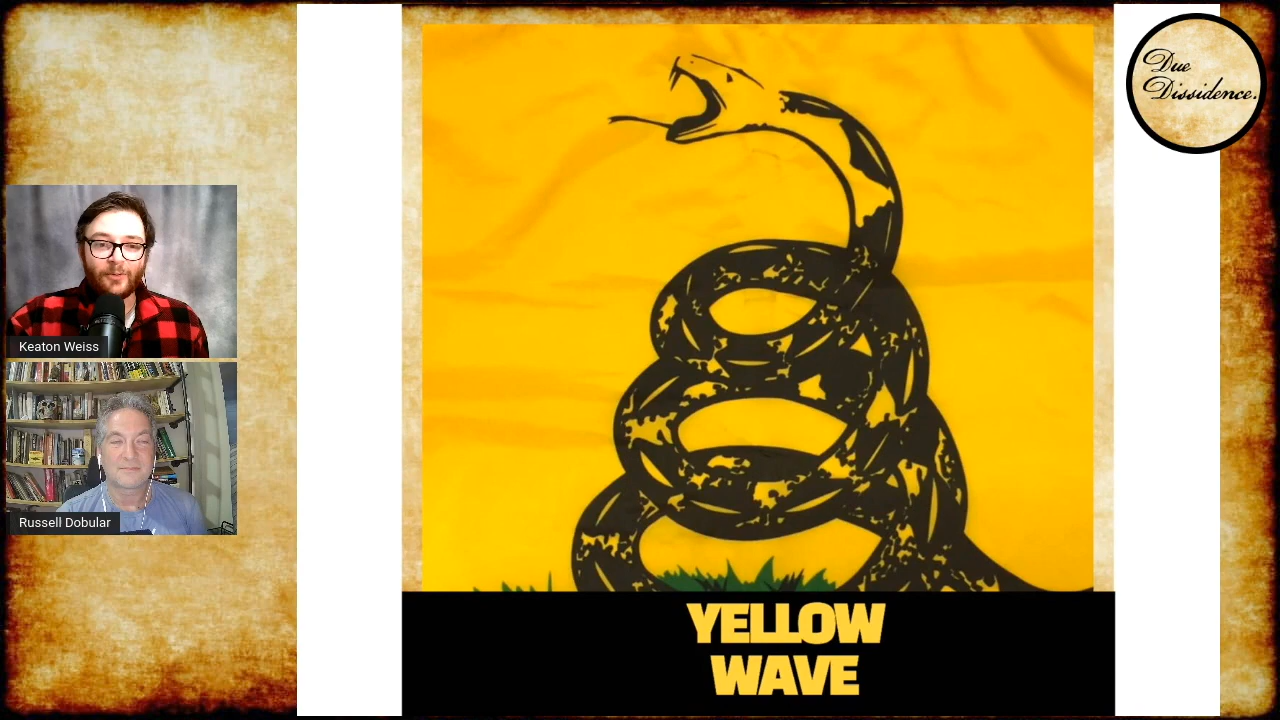 Due
Dissidence.
Keaton Weiss
Russell Dobular
YELLOW
WAVE